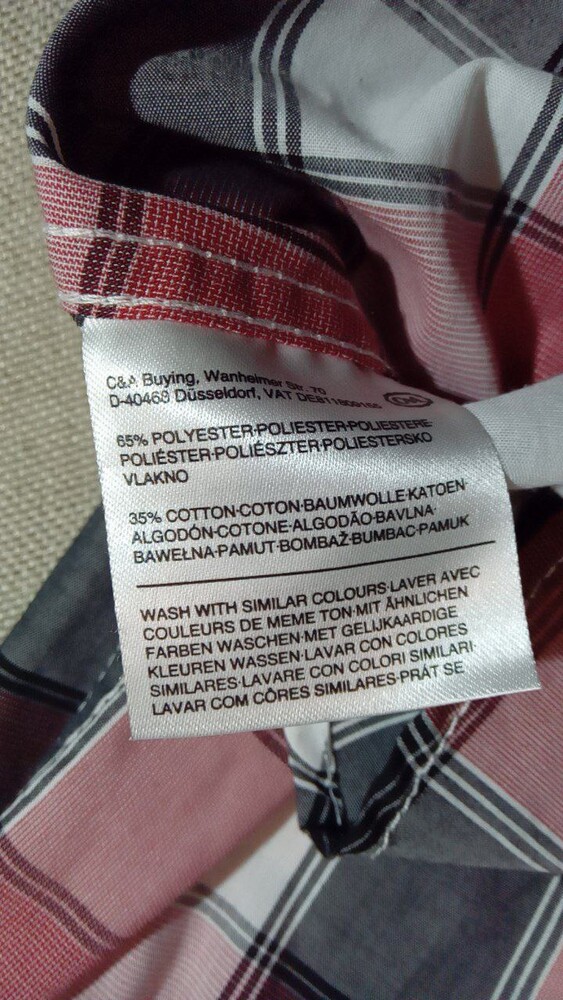 C&A Buying, Wanheimer Str. 70
D-40468 Düsseldorf, VAT C&A
65% POLYESTER·POLIESTER·POLIESTERE·
POLIÉSTER·POLIÉSZTER·POLIESTERSKO
VLAKNO
35% COTTON·COTON·BAUMWOLLE·KATOEN·
ALGODÓN·COTONE·ALGODÃO·BAVLNA·
BAWEŁNA·PAMUT·BOMBAŽ·BUMBAC·PAMUK
WASH WITH SIMILAR COLOURS·LAVER AVEC
COULEURS DE MEME TON·MIT ÄHNLICHEN
FARBEN WASCHEN·MET GELIJKAARDIGE
KLEUREN WASSEN·LAVAR CON COLORES
SIMILARES·LAVARE CON COLORI SIMILARI·
LAVAR COM CÔRES SIMILARES·PRÁT SE